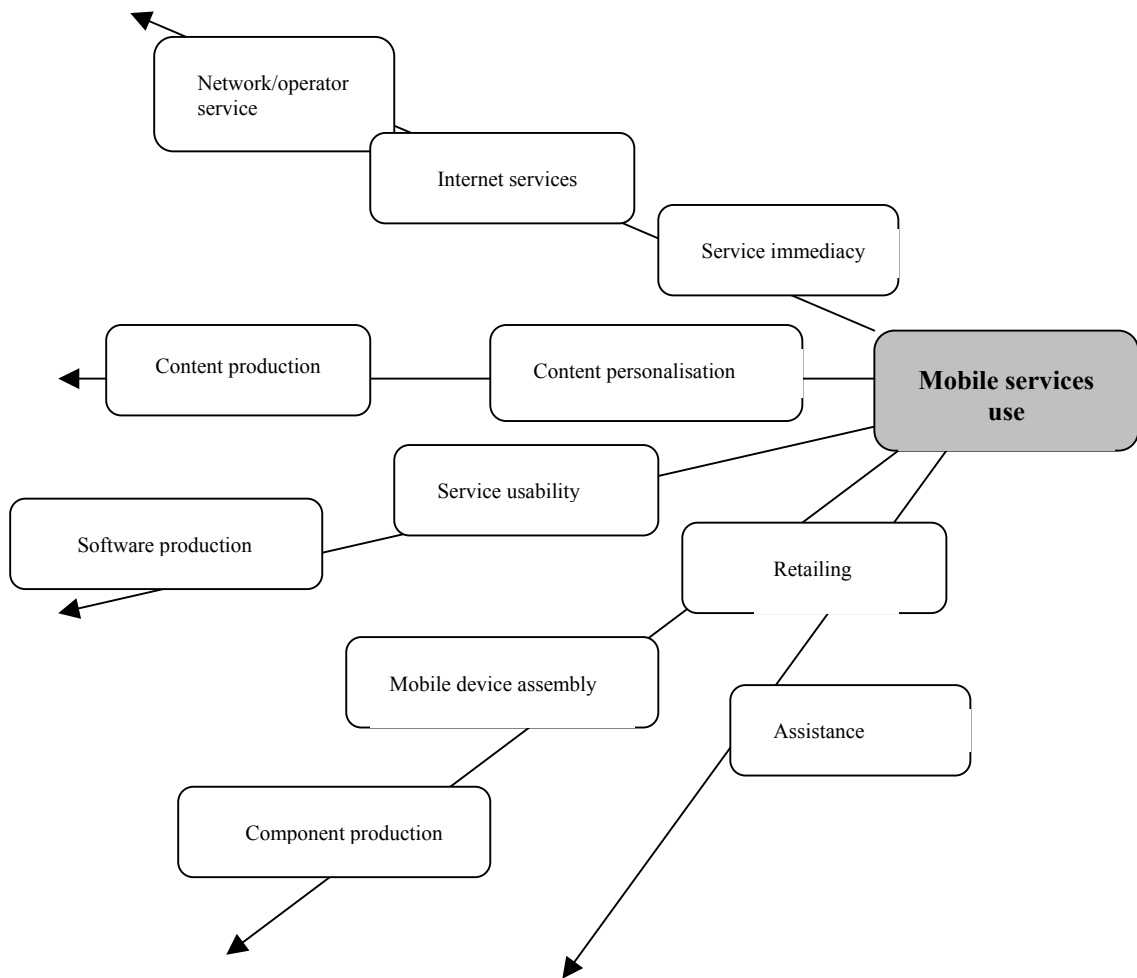 Network/operator
service
Internet services
Service immediacy
Content production
Content personalisation
Mobile services
use
Service usability
Software production
Retailing
Mobile device assembly
Assistance
Component production